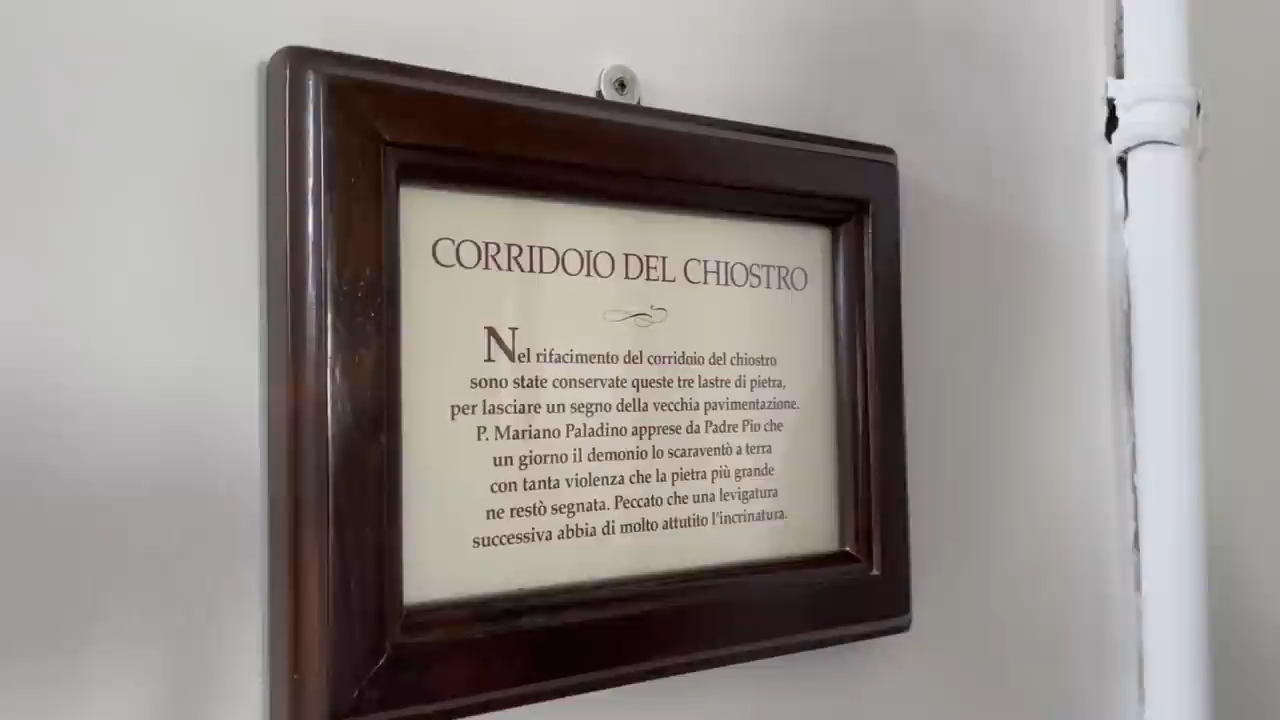 CORRIDOIO DEL CHIOSTRO
Nel rifacimento del corridoio del chiostro
sono state conservate queste tre lastre di pietra,
per lasciare un segno della vecchia pavimentazione.
P. Mariano Paladino apprese da Padre Pio che
un giorno il demonio lo scaraventò a terra
con tanta violenza che la pietra più grande
ne restò segnata. Peccato che una levigatura
successiva abbia di molto attutito l'incrinatura.